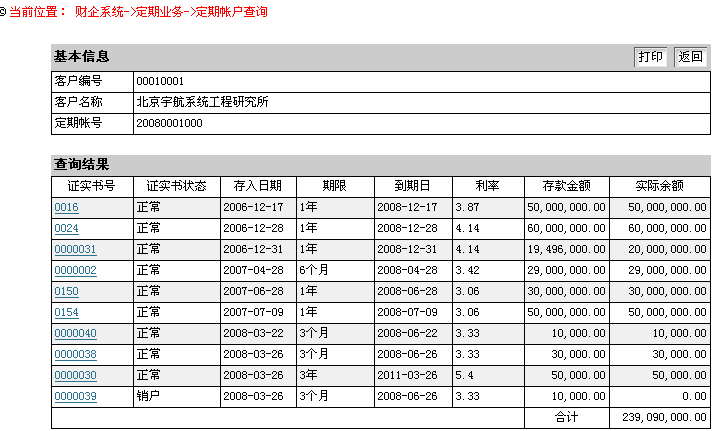 当前位置： 财企系统->定期业务->定期帐户查询
基本信息 打印 返回
客户编号 00010001
客户名称 北京宇航系统工程研究所
定期帐号 20080001000
查询结果
证实书号 证实书状态 存入日期 期限 到期日 利率 存款金额 实际余额
0016 正常 2006-12-17 1年 2008-12-17 3.87 50,000,000.00 50,000,000.00
0024 正常 2006-12-28 1年 2008-12-28 4.14 60,000,000.00 60,000,000.00
0000031 正常 2006-12-31 1年 2008-12-31 4.14 19,496,000.00 20,000,000.00
0000002 正常 2007-04-28 6个月 2008-04-28 3.42 29,000,000.00 29,000,000.00
0150 正常 2007-06-28 1年 2008-06-28 3.06 30,000,000.00 30,000,000.00
0154 正常 2007-07-09 1年 2008-07-09 3.06 50,000,000.00 50,000,000.00
0000040 正常 2008-03-22 3个月 2008-06-22 3.33 10,000.00 10,000.00
0000038 正常 2008-03-26 3个月 2008-06-26 3.33 30,000.00 30,000.00
0000030 正常 2008-03-26 3年 2011-03-26 5.4 50,000.00 50,000.00
0000039 销户 2008-03-26 3个月 2008-06-26 3.33 10,000.00 0.00
合计 239,090,000.00